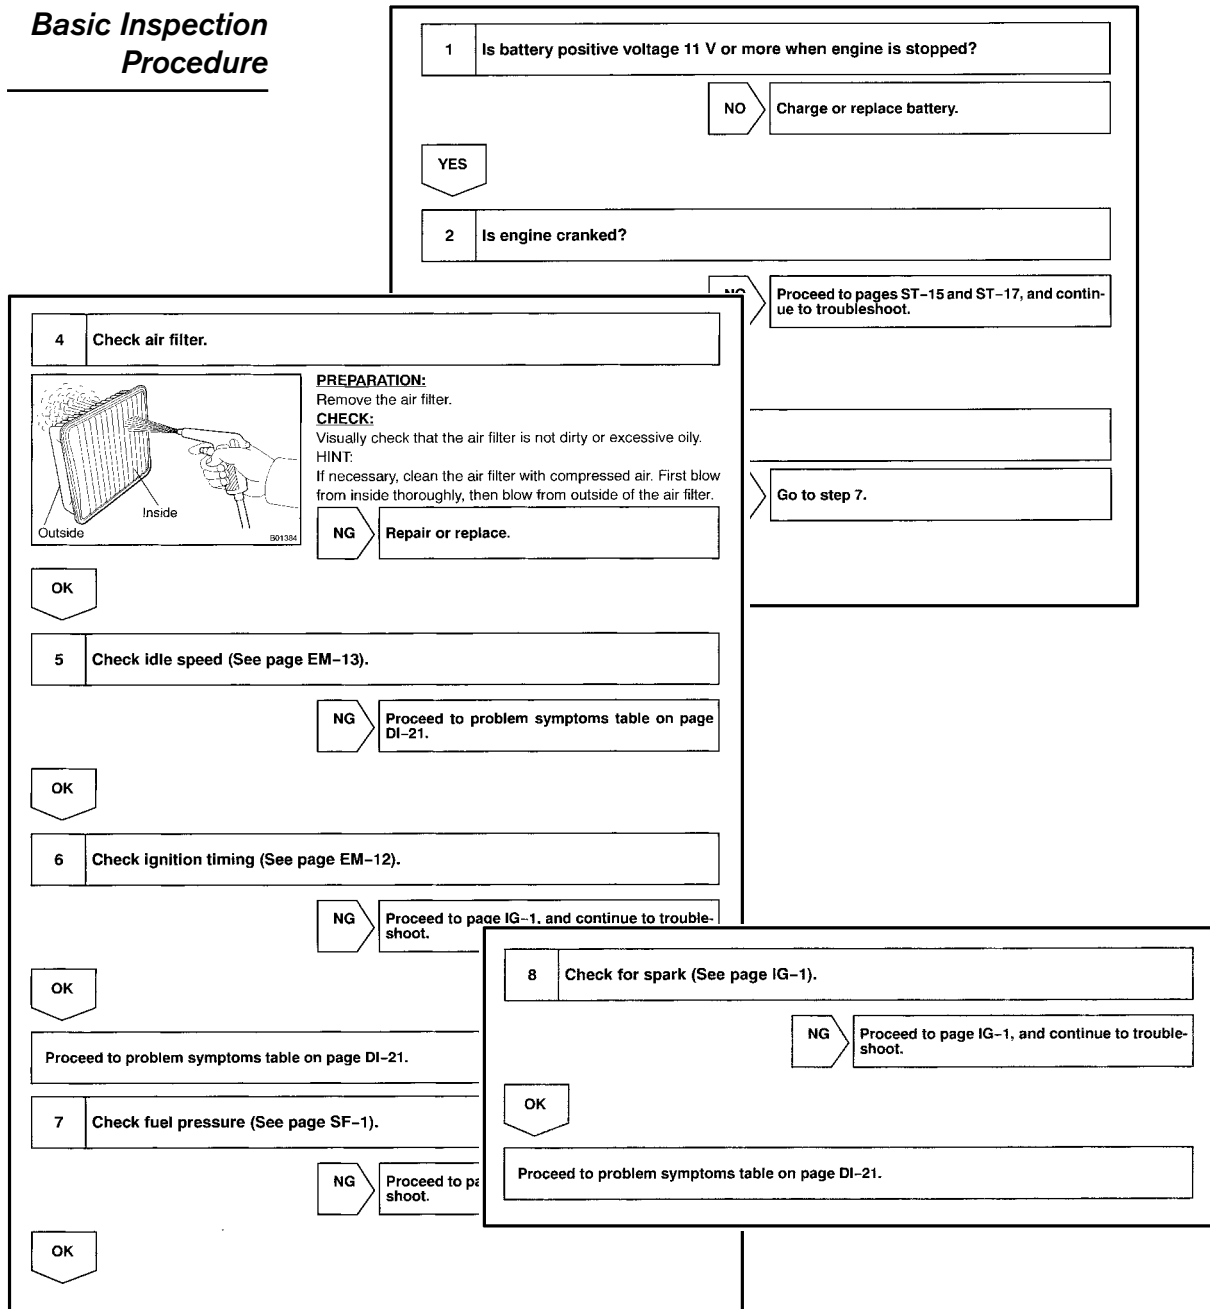 Basic Inspection
Procedure
1 Is battery positive voltage 11 V or more when engine is stopped?
NO Charge or replace battery.
YES
2 Is engine cranked?
NO Proceed to pages ST–15 and ST–17, and contin-
ue to troubleshoot.
Go to step 7.
4 Check air filter.
PREPARATION:
Remove the air filter.
CHECK:
Visually check that the air filter is not dirty or excessive oily.
HINT:
If necessary, clean the air filter with compressed air. First blow
from inside thoroughly, then blow from outside of the air filter.
Inside
Outside
B01384
NG Repair or replace.
OK
5 Check idle speed (See page EM–13).
NG Proceed to problem symptoms table on page
DI–21.
OK
6 Check ignition timing (See page EM–12).
NG Proceed to page IG–1, and continue to trouble-
shoot.
OK
Proceed to problem symptoms table on page DI–21.
7 Check fuel pressure (See page SF–1).
NG Proceed to
shoot.
OK
8 Check for spark (See page IG–1).
NG Proceed to page IG–1, and continue to trouble-
shoot.
OK
Proceed to problem symptoms table on page DI–21.